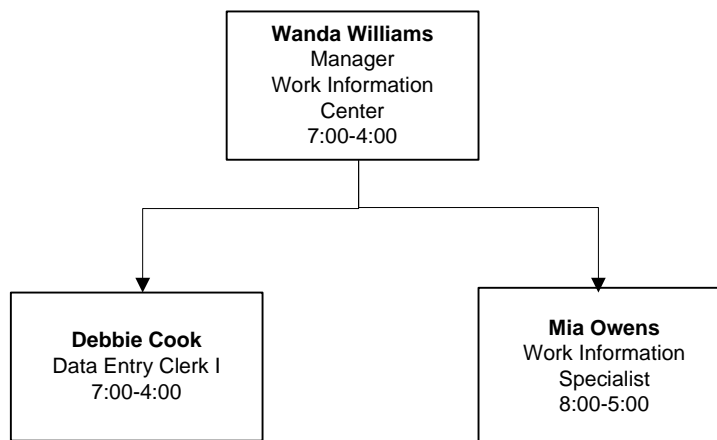 Wanda Williams
Manager
Work Information
Center
7:00-4:00
Debbie Cook
Data Entry Clerk I
7:00-4:00
Mia Owens
Work Information
Specialist
8:00-5:00